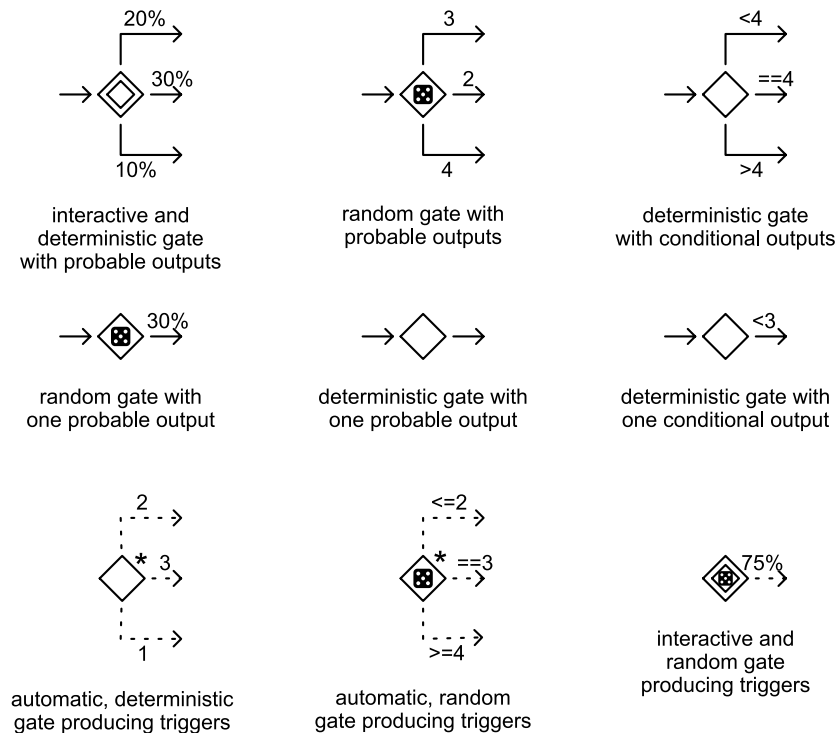 20%
30%
10%
interactive and
deterministic gate
with probable outputs
3
2
4
random gate with
probable outputs
<4
==4
>4
deterministic gate
with conditional outputs
30%
random gate with
one probable output
deterministic gate with
one probable output
<3
deterministic gate with
one conditional output
2
* 3
1
automatic, deterministic
gate producing triggers
<=2
* ==3
>=4
automatic, random
gate producing triggers
75%
interactive and
random gate
producing triggers